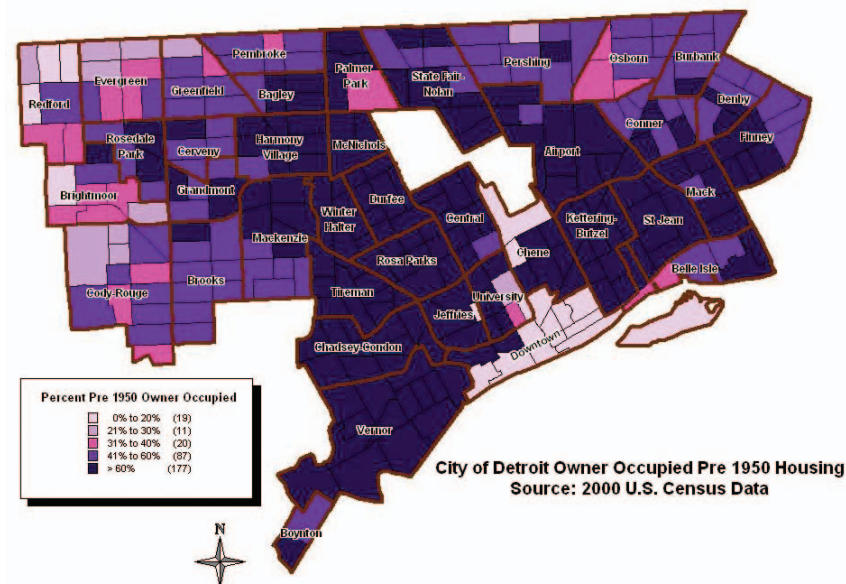 Pembroke
Palmer
Park
State Fair-
Nolan
Pershing
Osborn
Burbank
Redford
Evergreen
Greenfield
Bagley
Denby
Rosedale
Park
Cerveny
Harmony
Village
McNichols
Conner
Finney
Airport
Brightmoor
Grandmont
Durfee
Winter
Halter
Central
Kettering-
Butzel
Mack
St Jean
Mackenzie
Rosa Parks
Chene
Belle Isle
Cody-Rouge
Brooks
Tireman
University
Jeffries
Chadsey-Condon
Downtown
Vernor
Boynton
Percent Pre 1950 Owner Occupied
0% to 20% (19)
21% to 30% (11)
31% to 40% (20)
41% to 60% (87)
> 60% (177)
City of Detroit Owner Occupied Pre 1950 Housing
Source: 2000 U.S. Census Data
N